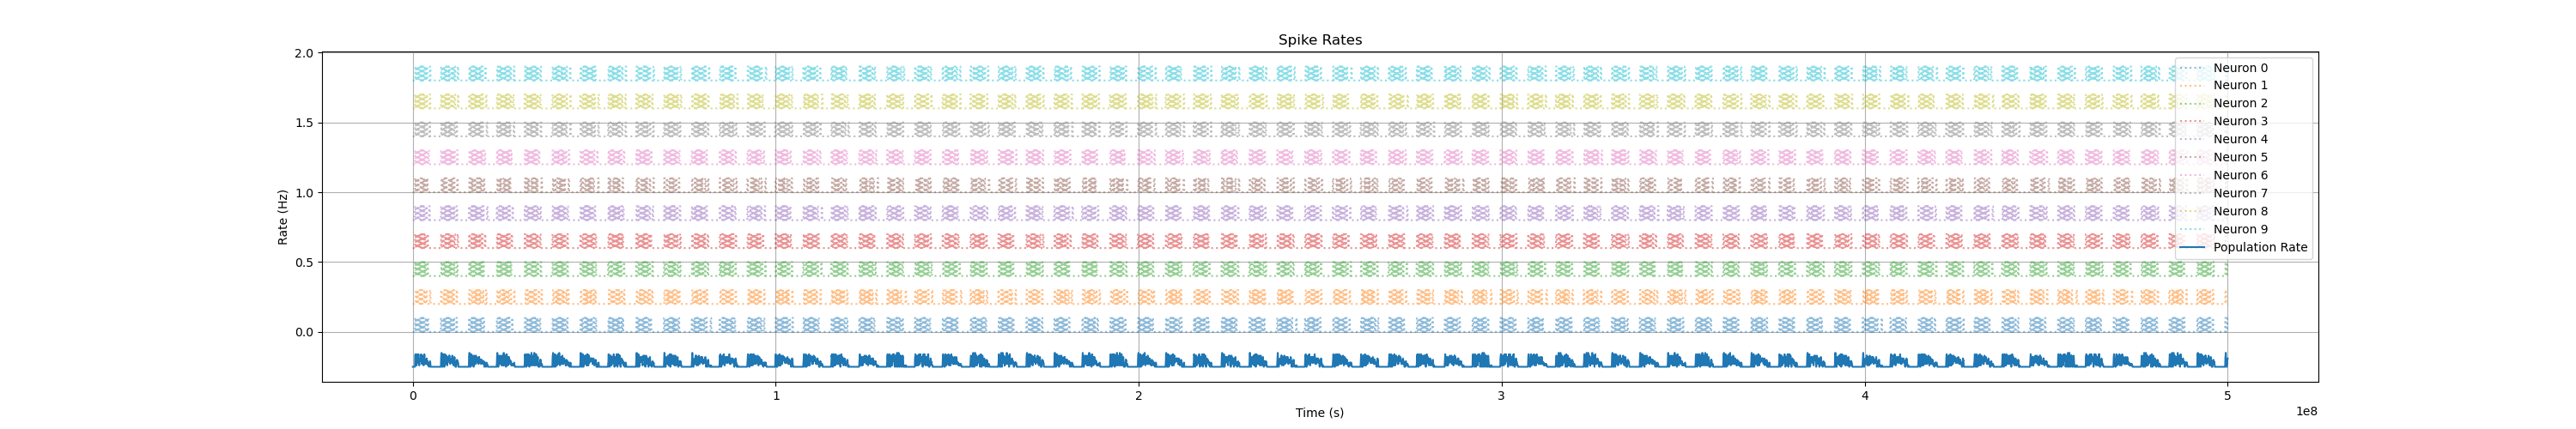 Spike Rates
2.0
1.5
1.0
0.5
0.0
Rate (Hz)
Neuron 0
Neuron 1
Neuron 2
Neuron 3
Neuron 4
Neuron 5
Neuron 6
Neuron 7
Neuron 8
Neuron 9
Population Rate
0 1 2 3 4 5
Time (s)
1e8